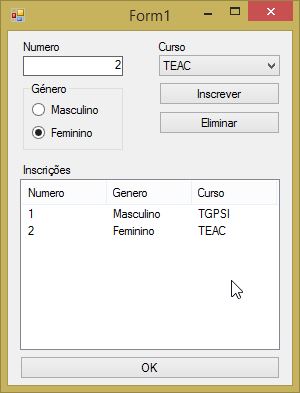 Form1
Numero
Curso
2
TEAC
Género
Masculino
Feminino
Inscrever
Eliminar
Inscrições
Numero Genero Curso
1 Masculino TGPSI
2 Feminino TEAC
OK